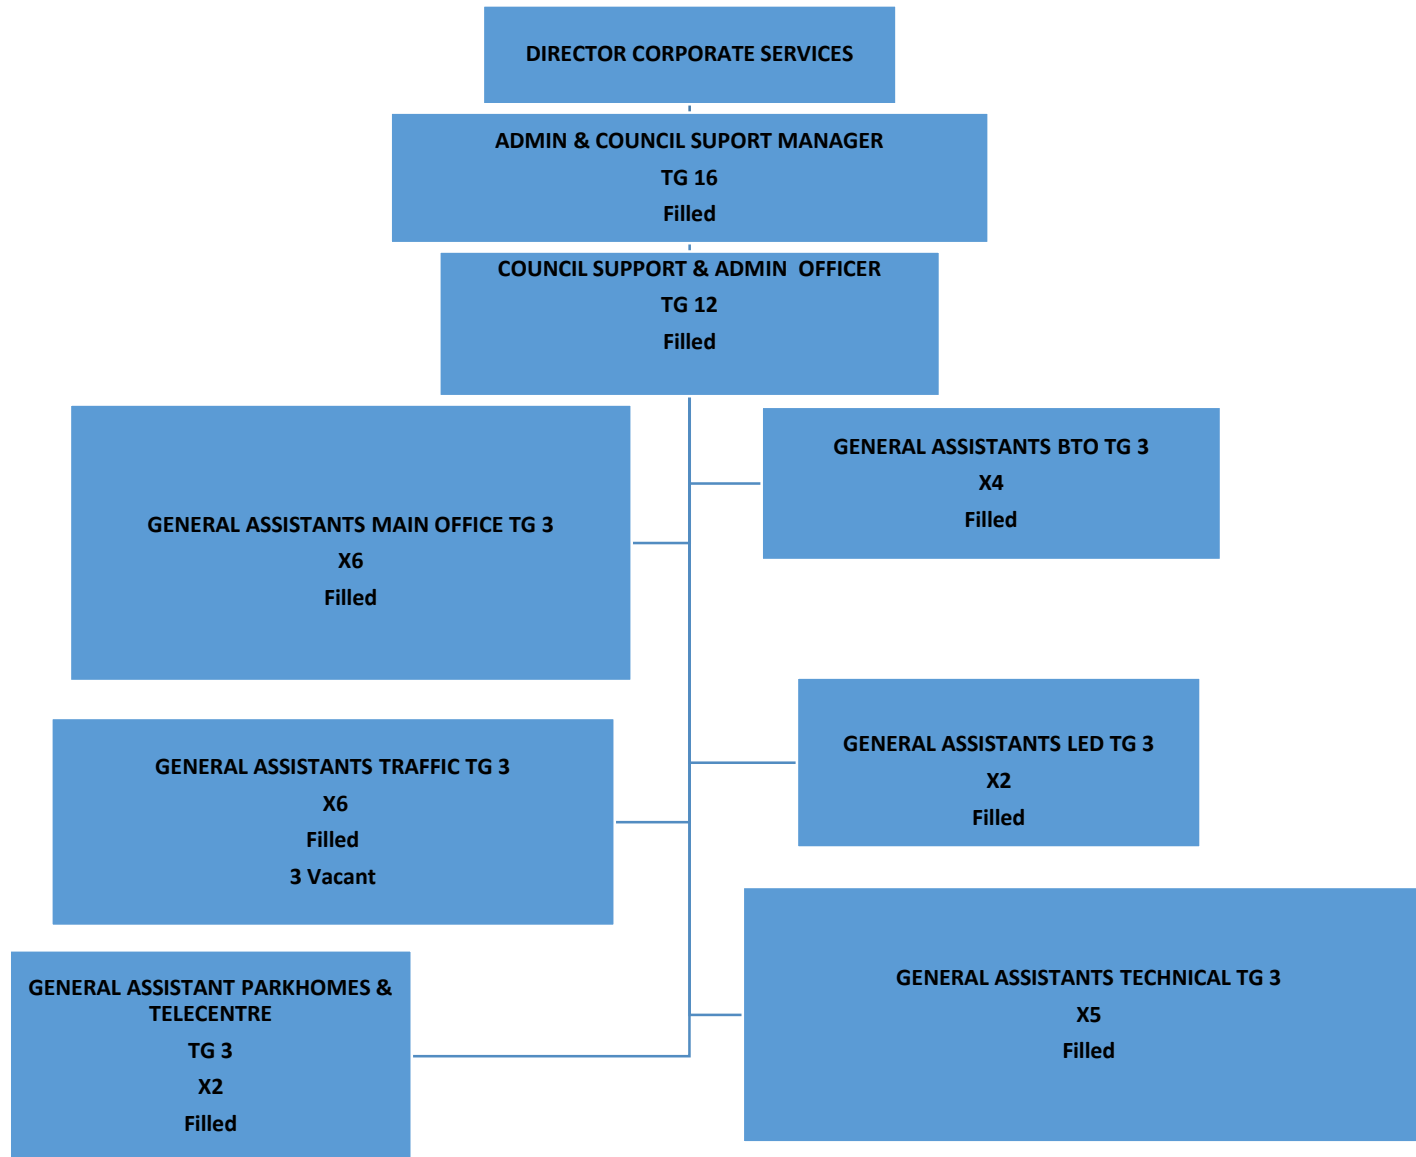 DIRECTOR CORPORATE SERVICES
ADMIN & COUNCIL SUPORT MANAGER
TG 16
Filled
COUNCIL SUPPORT & ADMIN OFFICER
TG 12
Filled
GENERAL ASSISTANTS MAIN OFFICE TG 3
X6
Filled
GENERAL ASSISTANTS BTO TG 3
X4
Filled
GENERAL ASSISTANTS TRAFFIC TG 3
X6
Filled
3 Vacant
GENERAL ASSISTANTS LED TG 3
X2
Filled
GENERAL ASSISTANT PARKHOMES &
TELECENTRE
TG 3
X2
Filled
GENERAL ASSISTANTS TECHNICAL TG 3
X5
Filled